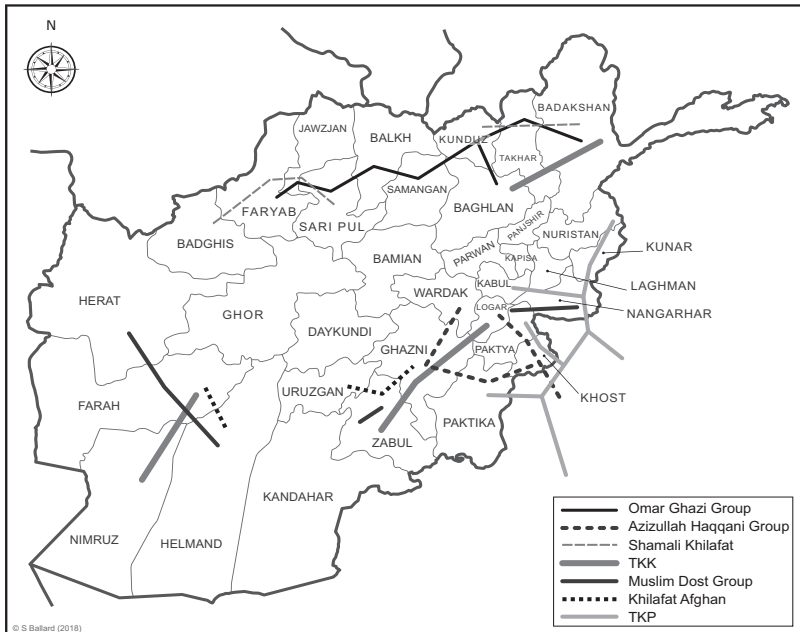 N
BADAKSHAN
JAWZJAN
BALKH
KUNDUZ
TAKHAR
SAMANGAN
BAGHLAN
FARYAB
SARI PUL
PANJSHIR
NURISTAN
KUNAR
BADGHIS
PARWAN
KAPISA
BAMIAN
LAGHMAN
KABUL
WARDAK
HERAT
LOGAR
NANGARHAR
GHOR
DAYKUNDI
GHAZNI
PAKTYA
URUZGAN
KHOST
FARAH
PAKTIKA
ZABUL
KANDAHAR
NIMRUZ
HELMAND
Omar Ghazi Group
Azizullah Haqqani Group
Shamali Khilafat
TKK
Muslim Dost Group
Khilafat Afghan
TKP
© S Ballard (2018)